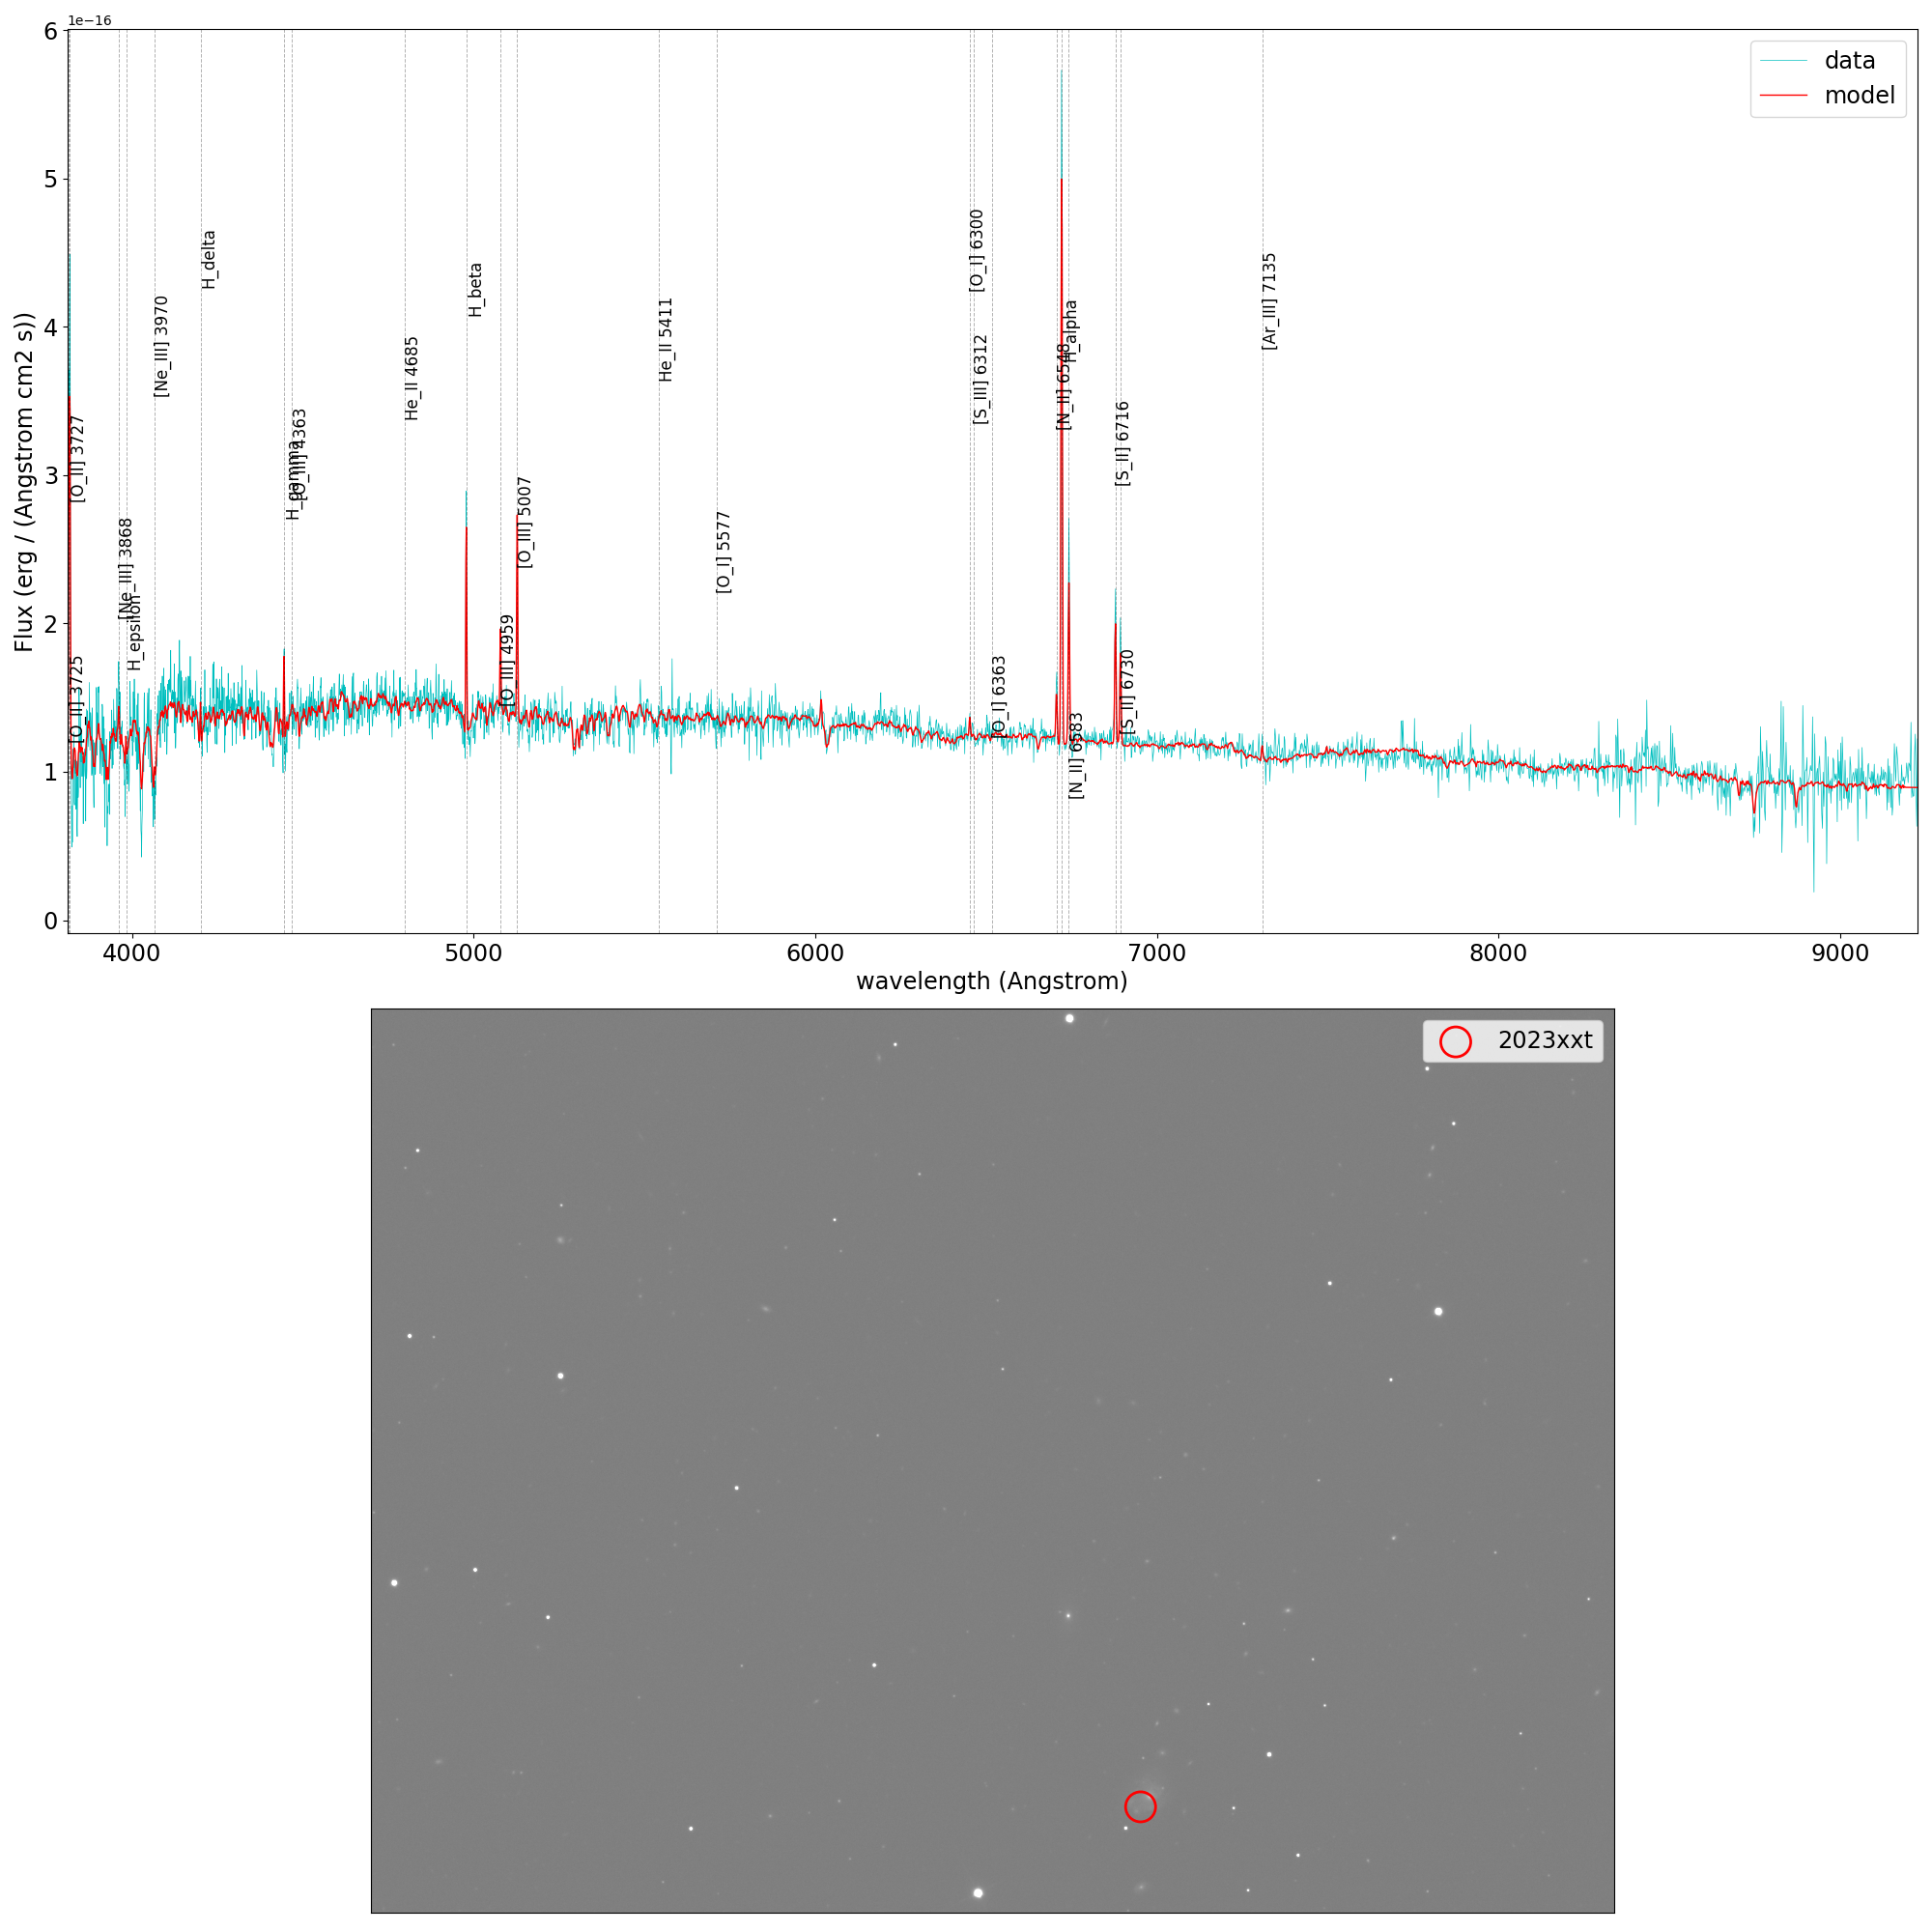 1e−16
6
5
4
3
2
1
0
Flux (erg / (Angstrom cm2 s))
data
model
[O_II] 3725
[O_II] 3727
[Ne_III] 3868
H_epsilon
[Ne_III] 3970
H_delta
H_gamma
[O_III] 4363
He_II 4685
H_beta
[O_III] 4959
[O_III] 5007
He_II 5411
[O_I] 5577
[O_I] 6300
[S_III] 6312
[O_I] 6363
[N_II] 6548
H_alpha
[N_II] 6583
[S_II] 6716
[S_II] 6730
[Ar_III] 7135
4000 5000 6000 7000 8000 9000
wavelength (Angstrom)
2023xxt